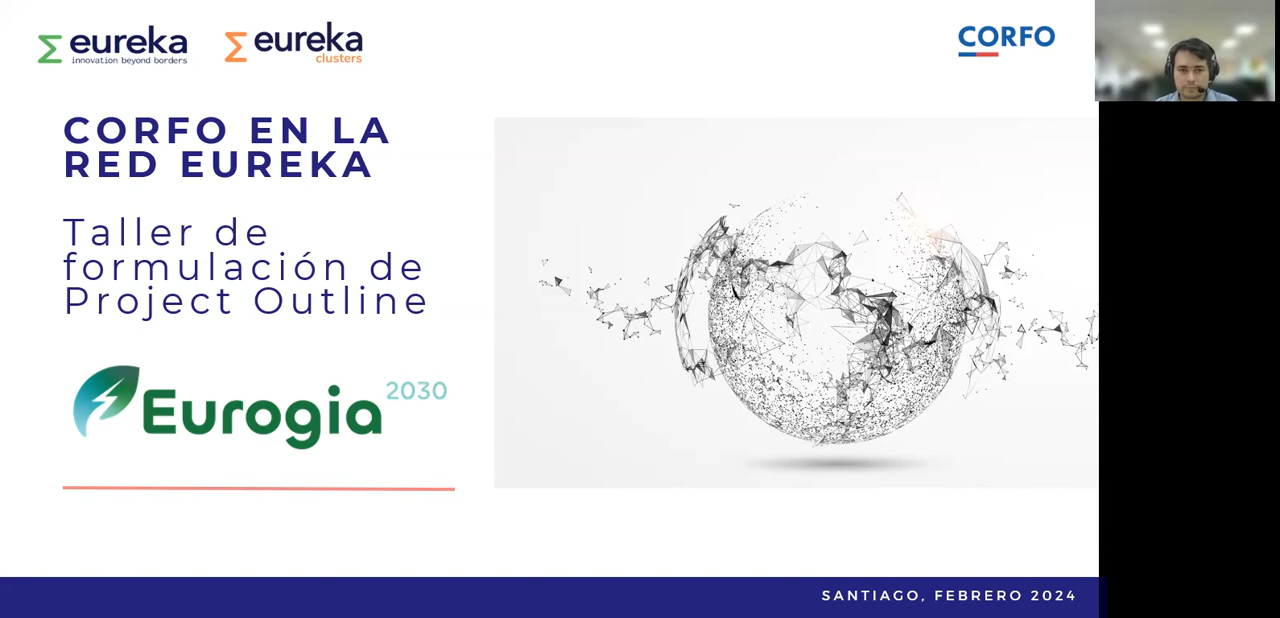 eureka
innovation beyond borders
eureka
clusters
CORFO
CORFO EN LA
RED EUREKA
Taller de
formulación de
Project Outline
Eurogia 2030
SANTIAGO, FEBRERO 2024